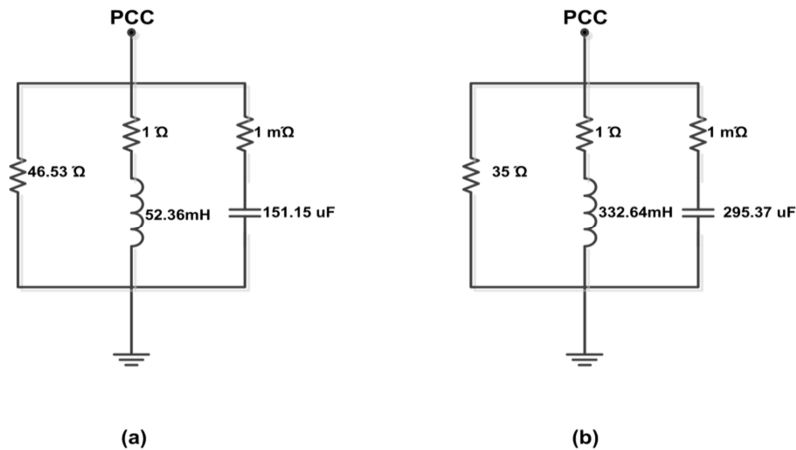 PCC
PCC
1 Ω
1 mΩ
46.53 Ω
52.36mH
151.15 uF
1 Ω
1 mΩ
35 Ω
332.64mH
295.37 uF
(a)
(b)